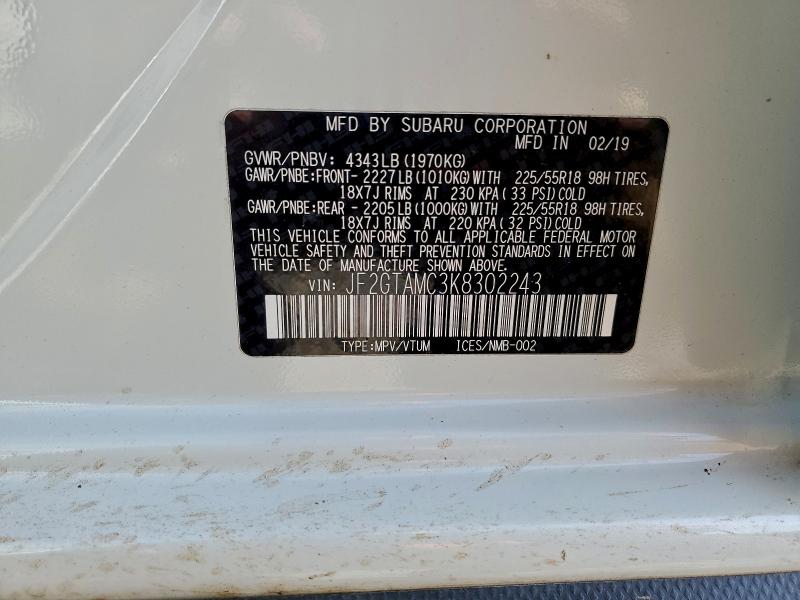 MFD BY SUBARU CORPORATION
MFD IN 02/19
GVWR/PNBV: 4343LB(1970KG)
GAWR/PNBE:FRONT- 2227LB(1010KG)WITH 225/55R18 98H TIRES,
18X7J RIMS AT 230 KPA(33 PSI)COLD
GAWR/PNBE:REAR - 2205LB(1000KG)WITH 225/55R18 98H TIRES,
18X7J RIMS AT 220 KPA(32 PSI)COLD
THIS VEHICLE CONFORMS TO ALL APPLICABLE FEDERAL MOTOR
VEHICLE SAFETY AND THEFT PREVENTION STANDARDS IN EFFECT ON
THE DATE OF MANUFACTURE SHOWN ABOVE.
VIN: JF2GTAMC3K8302243
TYPE:MPV/VTUM ICES/NMB-002